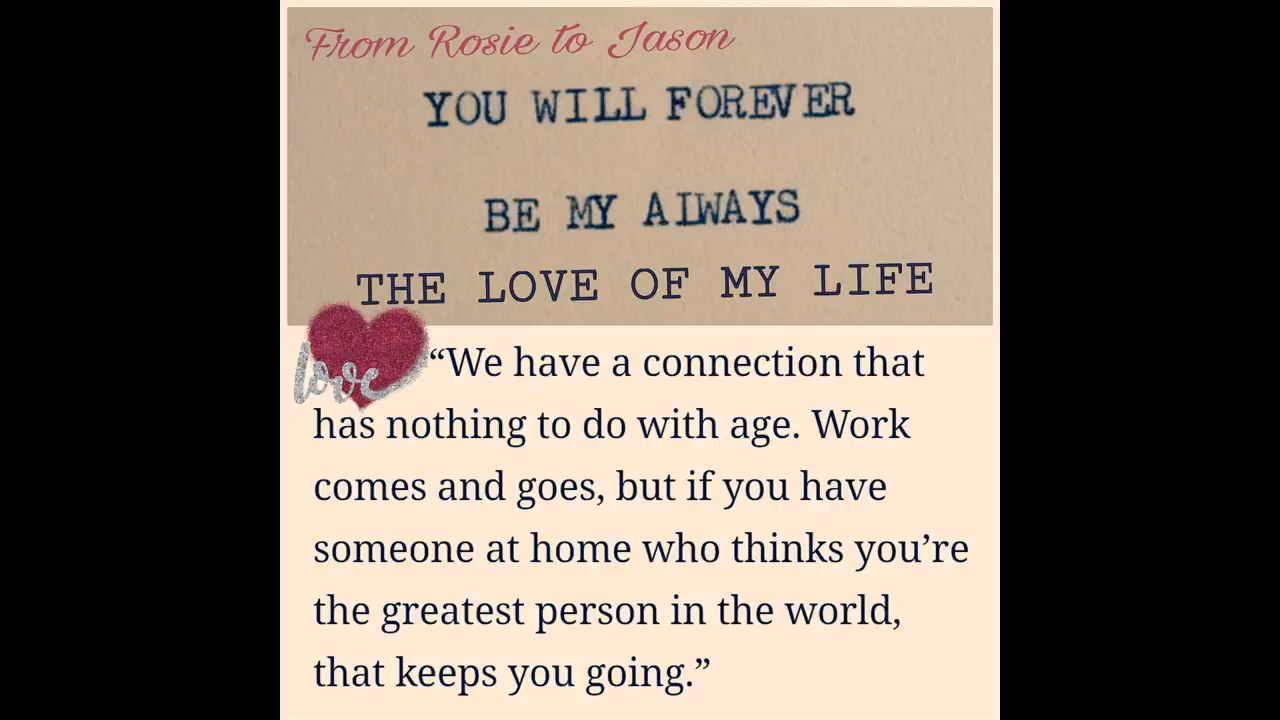 From Rosie to Jason
YOU WILL FOREVER
BE MY ALWAYS
THE LOVE OF MY LIFE
love
“We have a connection that
has nothing to do with age. Work
comes and goes, but if you have
someone at home who thinks you’re
the greatest person in the world,
that keeps you going.”